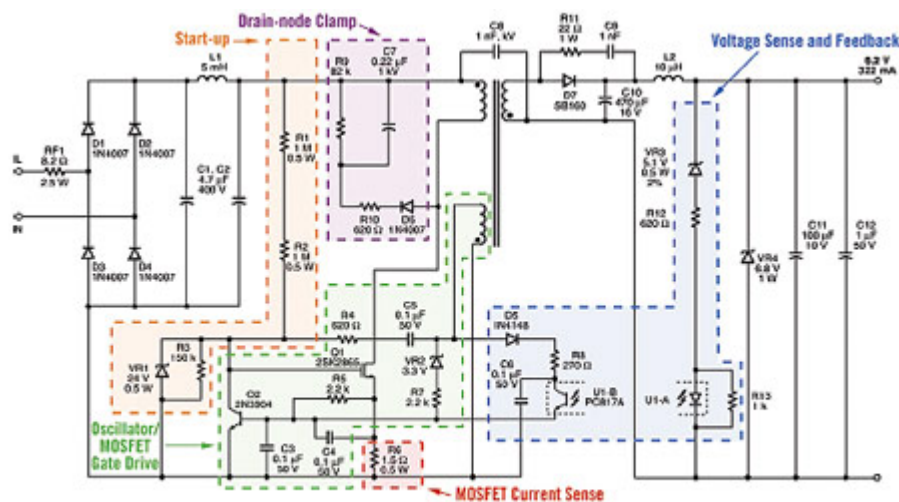 Drain-node Clamp
Start-up
Voltage Sense and Feedback
C8
1 nF, kV
R11
22 Ω
1 W
C9
1 nF
L1
5 mH
R9
82 k
C7
0.22 µF
1 kV
L2
10 µH
8.2 V
322 mA
D7
SB160
C10
470 µF
16 V
D1
1N4007
D2
1N4007
R1
1 M
0.5 W
VR3
5.1 V
0.5 W
2%
RF1
8.2 Ω
2.5 W
IL
C1, C2
4.7 µF
400 V
IN
R10
620 Ω
D6
1N4007
R12
620 Ω
D3
1N4007
D4
1N4007
R2
1 M
0.5 W
VR4
6.8 V
1 W
C11
100 µF
10 V
C12
1 µF
50 V
R4
620 Ω
C5
0.1 µF
50 V
D5
1N4148
R3
150 k
VR1
24 V
0.5 W
Q1
2SK2865
VR2
3.3 V
C6
0.1 µF
50 V
R8
270 Ω
R5
2.2 k
R7
2.2 k
U1-B
PC817A
U1-A
R13
1 k
Q2
2N3904
Oscillator/
MOSFET
Gate Drive
C3
0.1 µF
50 V
C4
0.1 µF
50 V
R6
1.5 Ω
0.5 W
MOSFET Current Sense